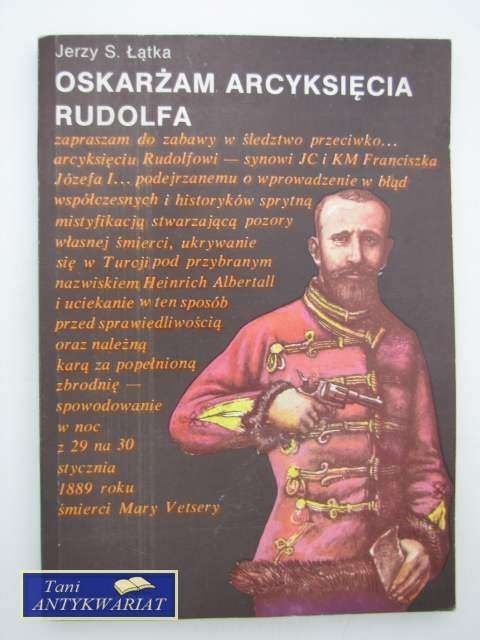 Jerzy S. Łątka
OSKARŻAM ARCYKSIĘCIA
RUDOLFA
zapraszam do zabawy w śledztwo przeciwko...
arcyksięciu Rudolfowi — synowi JC i KM Franciszka
Józefa I... podejrzanemu o wprowadzenie w błąd
współczesnych i historyków sprytną
mistyfikacją stwarzającą pozory
własnej śmierci, ukrywanie
się w Turcji pod przybranym
nazwiskiem Heinrich Albertall
i uciekanie w ten sposób
przed sprawiedliwością
oraz należną
karą za popełnioną
zbrodnię —
spowodowanie
w noc
z 29 na 30
stycznia
1889 roku
śmierci Mary Vetsery
Tani
ANTYKWARIAT